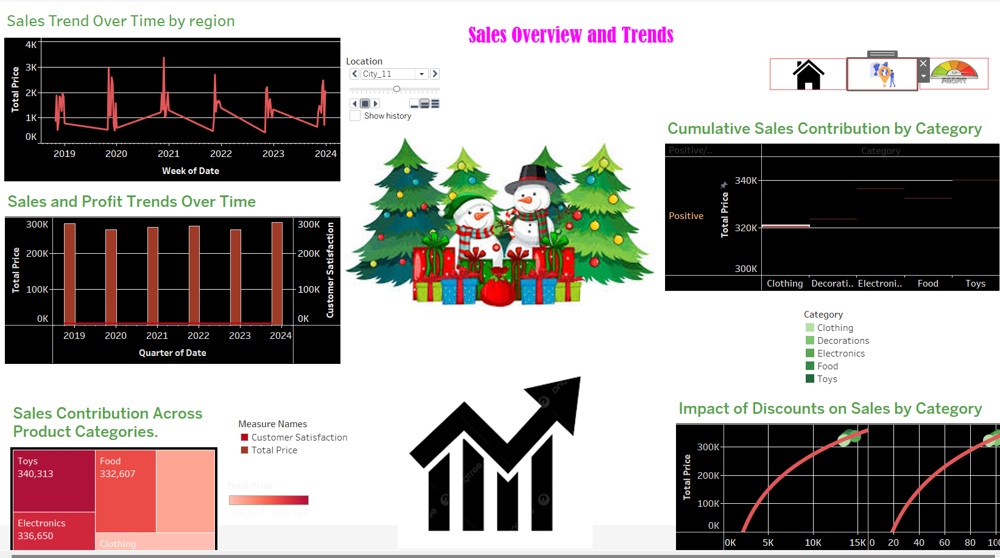 Sales Trend Over Time by region
4K
3K
2K
1K
0K
Total Price
2019 2020 2021 2022 2023 2024
Week of Date
Sales Overview and Trends
Location
City_11
Show history
PROFIT
Sales and Profit Trends Over Time
300K
200K
100K
0K
Total Price
300K
200K
100K
0K
Customer Satisfaction
2019 2020 2021 2022 2023 2024
Quarter of Date
Cumulative Sales Contribution by Category
Positive/.. Category
Positive
Total Price
340K
320K
300K
Clothing Decorati.. Electroni.. Food Toys
Category
Clothing
Decorations
Electronics
Food
Toys
Sales Contribution Across
Product Categories.
Toys
340,313
Food
332,607
Electronics
336,650
Clothing
Measure Names
Customer Satisfaction
Total Price
Total Price
320,877 340,313
Impact of Discounts on Sales by Category
300K
200K
100K
0K
Total Price
0K 5K 10K 15K 0 20 40 60 80